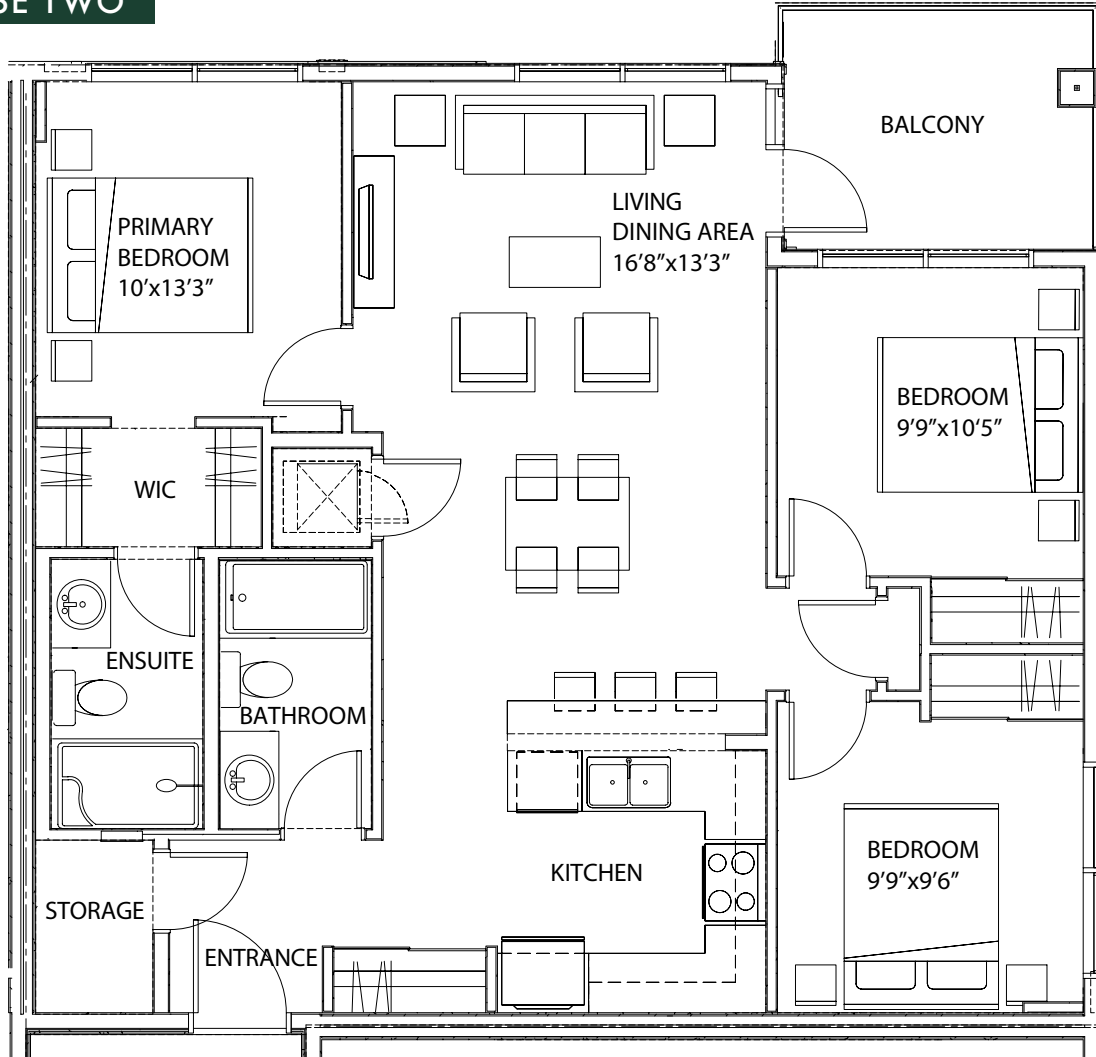 SE TWO
BALCONY
LIVING
DINING AREA
16’8”x13’3”
PRIMARY
BEDROOM
10’x13’3”
BEDROOM
9’9”x10‘5”
WIC
ENSUITE
BATHROOM
KITCHEN
BEDROOM
9’9”x9’6”
STORAGE
ENTRANCE